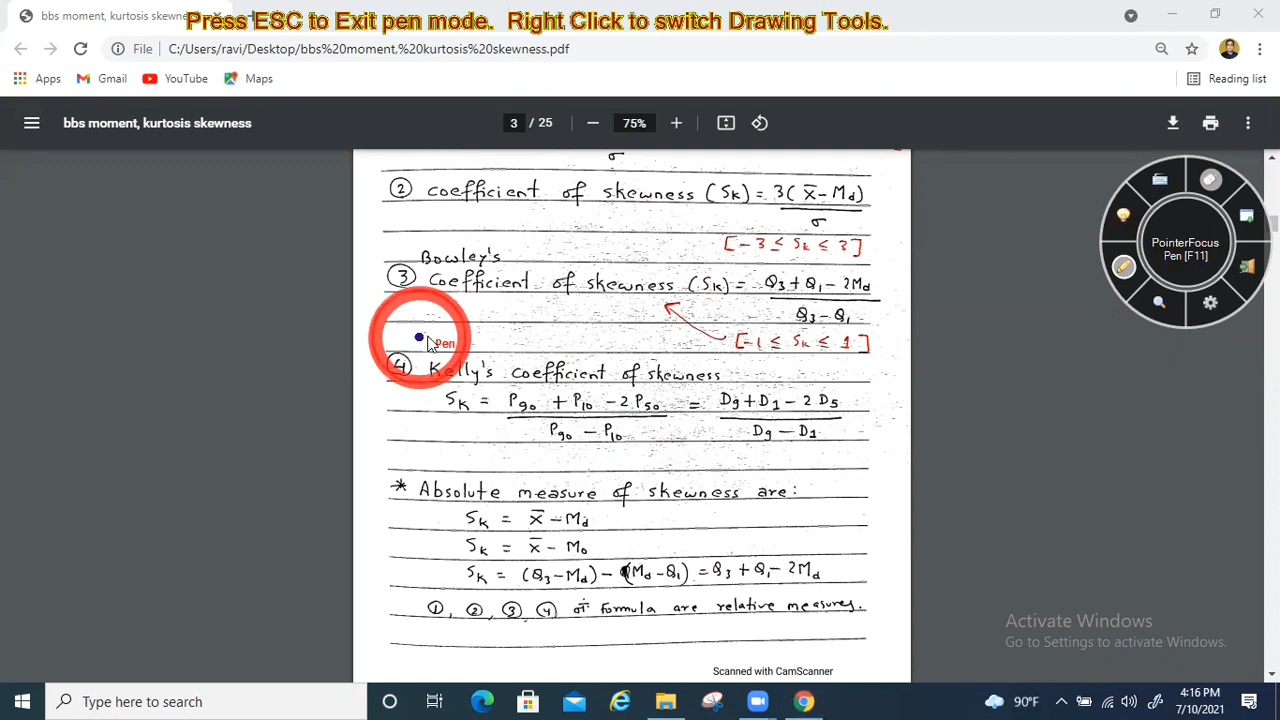 bbs moment, kurtosis skewnes
Press ESC to Exit pen mode. Right Click to switch Drawing Tools.
File C:/Users/ravi/Desktop/bbs%20moment,%20kurtosis%20skewness.pdf
Apps Gmail YouTube Maps Reading list
bbs moment, kurtosis skewness 3 / 25 75%
σ
② coefficient of skewness (Sk) = 3(x̄ - Md)
σ
[-3 ≤ Sk ≤ 3]
Bowley's
③ Coefficient of skewness (Sk) = Q3 + Q1 - 2Md
Q3 - Q1
[-1 ≤ Sk ≤ 1]
Pen
④ Kelly's coefficient of skewness
Sk = P90 + P10 - 2P50 = D9 + D1 - 2 D5
P90 - P10 D9 - D1
* Absolute measure of skewness are:
Sk = x̄ - Md
Sk = x̄ - Mo
Sk = (Q3 - Md) - (Md - Q1) = Q3 + Q1 - 2Md
①, ②, ③, ④ formula are relative measures.
Scanned with CamScanner
PointerFocus
Pen [F11]
Activate Windows
Go to Settings to activate Windows.
Type here to search
90°F
4:16 PM
7/10/2021